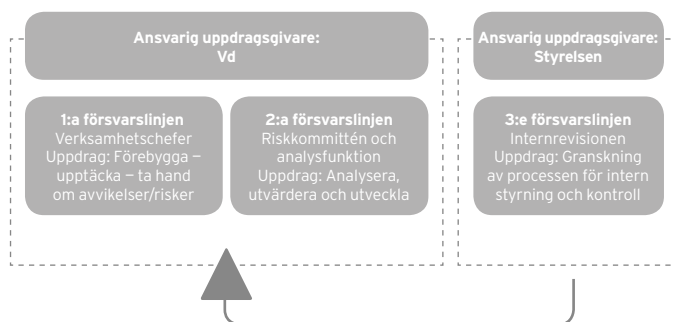 Ansvarig uppdragsgivare:
Vd
1:a försvarslinjen
Verksamhetschefer
Uppdrag: Förebygga –
upptäcka – ta hand
om avvikelser/risker
2:a försvarslinjen
Riskkommittén och
analysfunktion
Uppdrag: Analysera,
utvärdera och utveckla
Ansvarig uppdragsgivare:
Styrelsen
3:e försvarslinjen
Internrevisionen
Uppdrag: Granskning
av processen för intern
styrning och kontroll